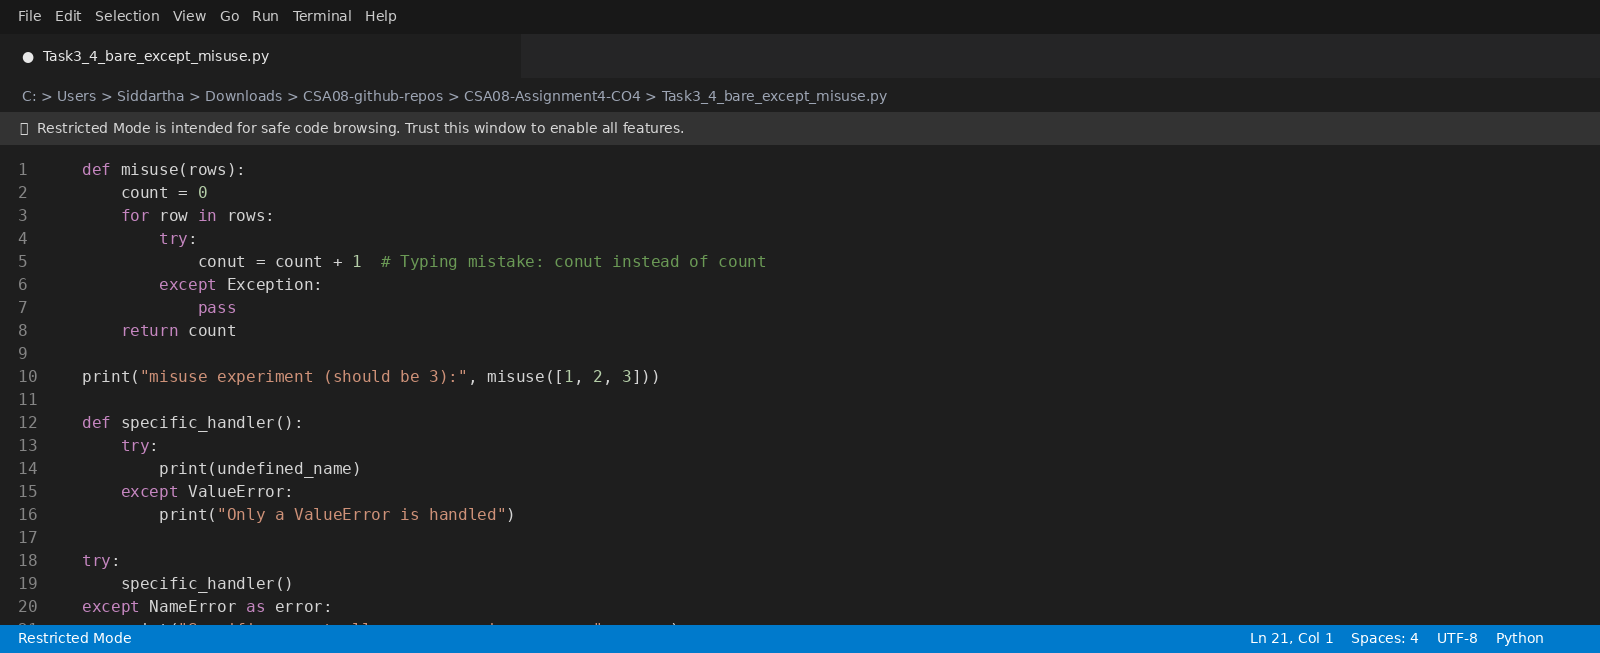 File Edit Selection View Go Run Terminal Help
● Task3_4_bare_except_misuse.py
C: > Users > Siddartha > Downloads > CSA08-github-repos > CSA08-Assignment4-CO4 > Task3_4_bare_except_misuse.py
Restricted Mode is intended for safe code browsing. Trust this window to enable all features.
1 def misuse(rows):
2     count = 0
3     for row in rows:
4         try:
5             conut = count + 1  # Typing mistake: conut instead of count
6         except Exception:
7             pass
8     return count
9
10 print("misuse experiment (should be 3):", misuse([1, 2, 3]))
11
12 def specific_handler():
13     try:
14         print(undefined_name)
15     except ValueError:
16         print("Only a ValueError is handled")
17
18 try:
19     specific_handler()
20 except NameError as error:
Restricted Mode Ln 21, Col 1 Spaces: 4 UTF-8 Python